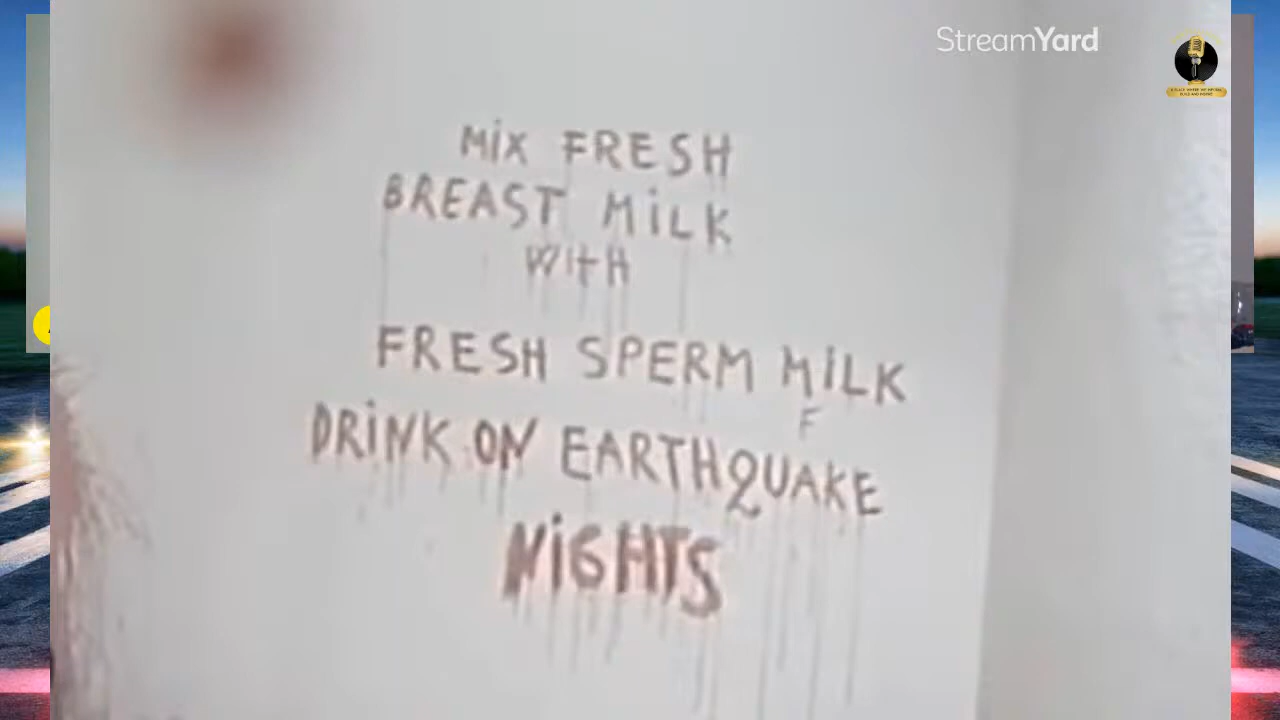 StreamYard
MiX FRESH
BREAST MiLK
WitH
FRESH SPERM MiLK
F
DRiNK ON EARTHQUAKE
NiGHTS